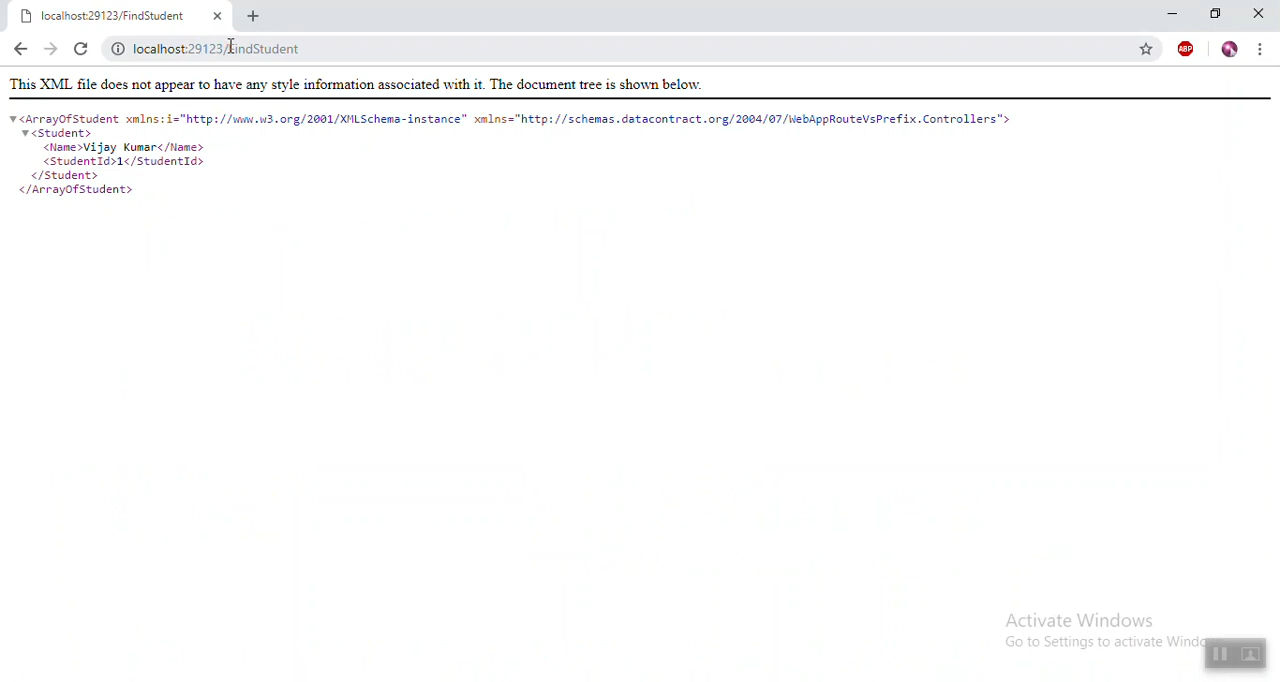 localhost:29123/FindStudent
localhost:29123/FindStudent
ABP
This XML file does not appear to have any style information associated with it. The document tree is shown below.
<ArrayOfStudent xmlns:i="http://www.w3.org/2001/XMLSchema-instance" xmlns="http://schemas.datacontract.org/2004/07/WebAppRouteVsPrefix.Controllers">
<Student>
<Name>Vijay Kumar</Name>
<StudentId>1</StudentId>
</Student>
</ArrayOfStudent>
Activate Windows
Go to Settings to activate